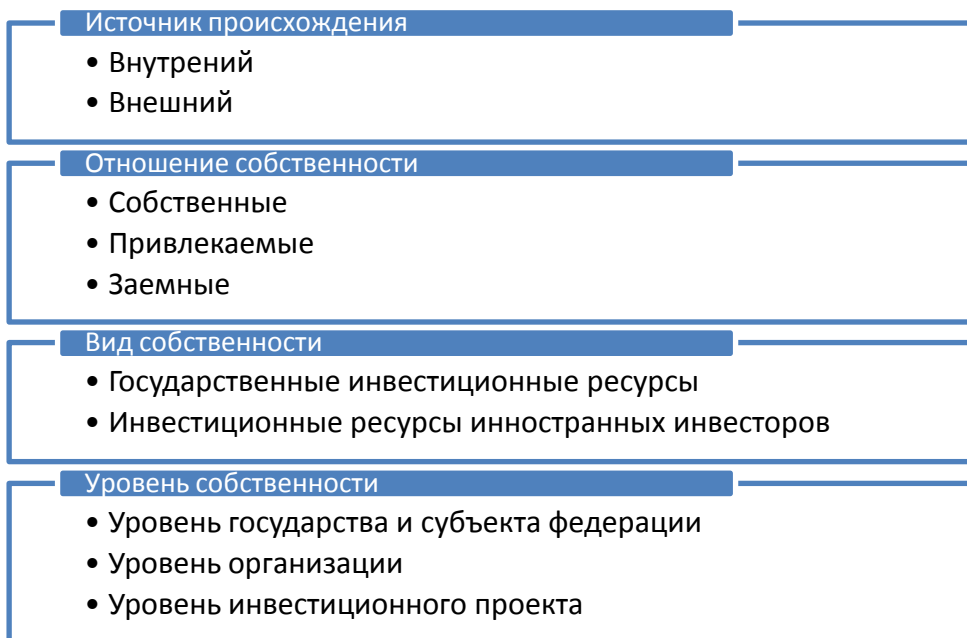 Источник происхождения
• Внутрений
• Внешний
Отношение собственности
• Собственные
• Привлекаемые
• Заемные
Вид собственности
• Государственные инвестиционные ресурсы
• Инвестиционные ресурсы инностранных инвесторов
Уровень собственности
• Уровень государства и субъекта федерации
• Уровень организации
• Уровень инвестиционного проекта